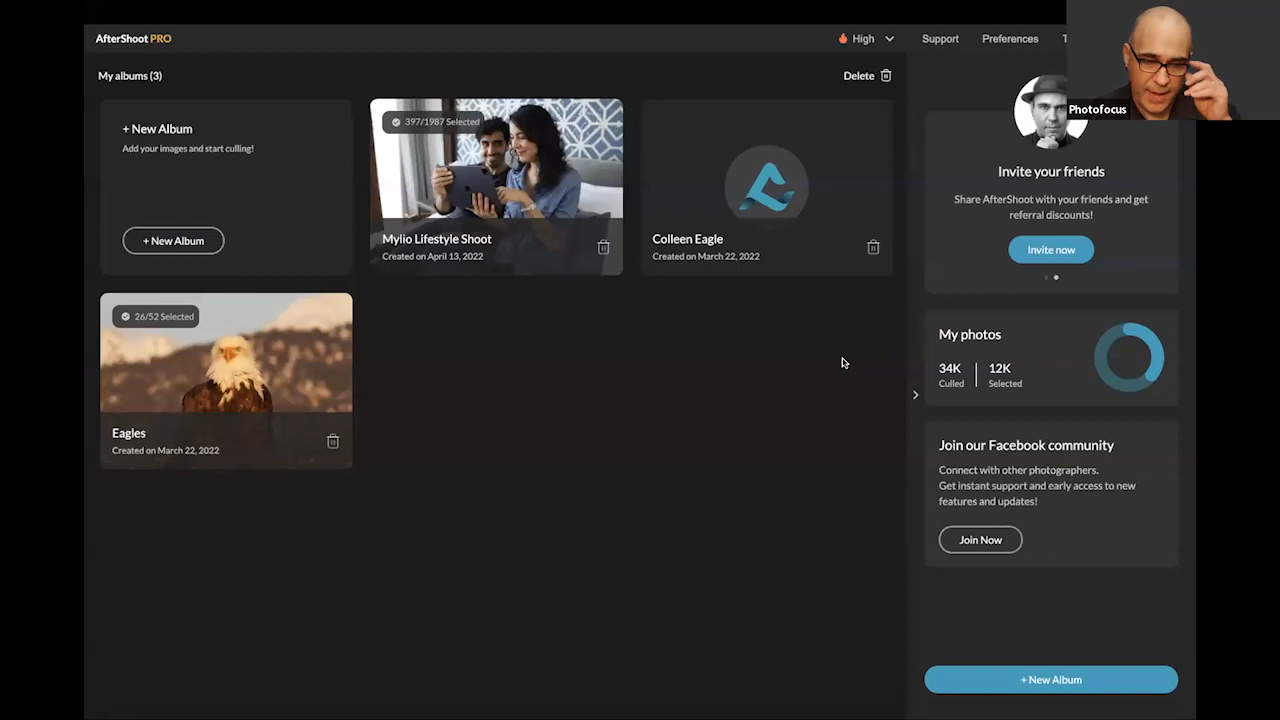 AfterShoot PRO
High
Support
Preferences
T
Photofocus
My albums (3)
Delete
+ New Album
Add your images and start culling!
+ New Album
397/1987 Selected
Mylio Lifestyle Shoot
Created on April 13, 2022
Colleen Eagle
Created on March 22, 2022
26/52 Selected
Eagles
Created on March 22, 2022
Invite your friends
Share AfterShoot with your friends and get
referral discounts!
Invite now
My photos
34K
Culled
12K
Selected
Join our Facebook community
Connect with other photographers.
Get instant support and early access to new
features and updates!
Join Now
+ New Album